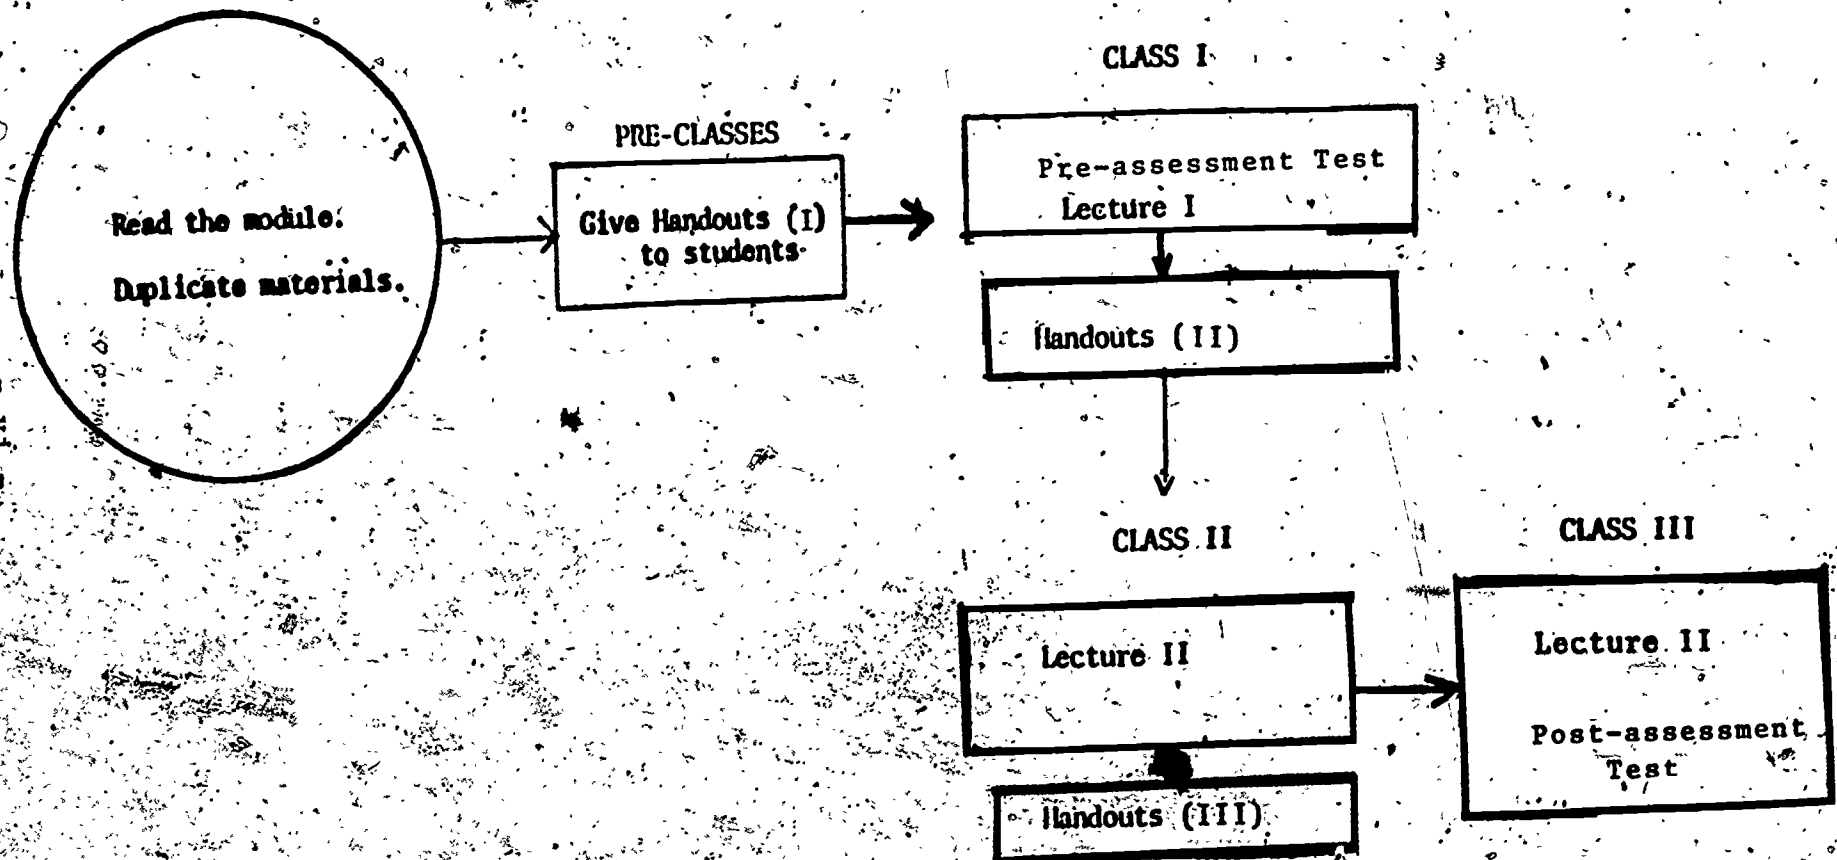 Read the module.
Duplicate materials.
PRE-CLASSES
Give Handouts (I)
to students
CLASS I
Pre-assessment Test
Lecture I
Handouts (II)
CLASS II
Lecture II
Handouts (III)
CLASS III
Lecture II
Post-assessment
Test